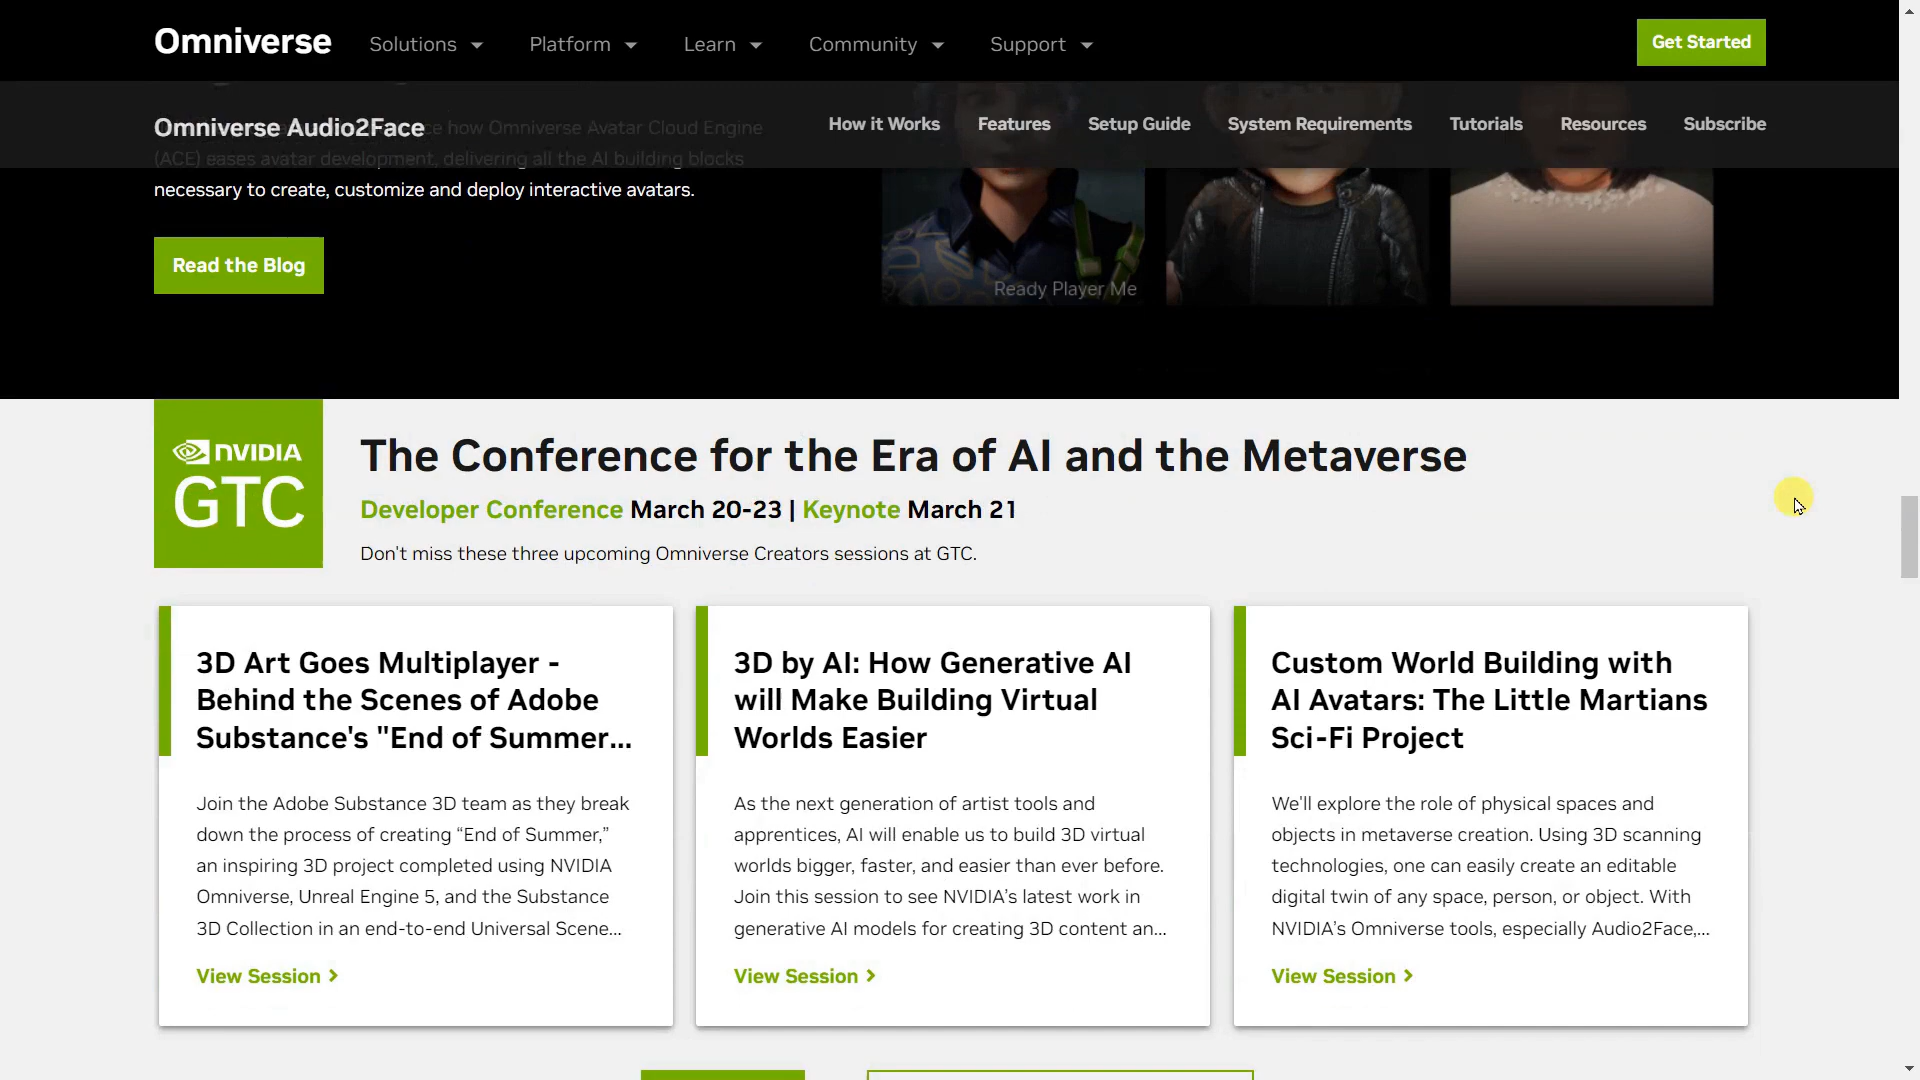 Omniverse Solutions Platform Learn Community Support Get Started
Omniverse Audio2Face How it Works Features Setup Guide System Requirements Tutorials Resources Subscribe
ce how Omniverse Avatar Cloud Engine
(ACE) eases avatar development, delivering all the AI building blocks
necessary to create, customize and deploy interactive avatars.
Read the Blog
Ready Player Me
NVIDIA
GTC
The Conference for the Era of AI and the Metaverse
Developer Conference March 20-23 | Keynote March 21
Don't miss these three upcoming Omniverse Creators sessions at GTC.
3D Art Goes Multiplayer -
Behind the Scenes of Adobe
Substance's "End of Summer...
Join the Adobe Substance 3D team as they break
down the process of creating “End of Summer,”
an inspiring 3D project completed using NVIDIA
Omniverse, Unreal Engine 5, and the Substance
3D Collection in an end-to-end Universal Scene...
View Session
3D by AI: How Generative AI
will Make Building Virtual
Worlds Easier
As the next generation of artist tools and
apprentices, AI will enable us to build 3D virtual
worlds bigger, faster, and easier than ever before.
Join this session to see NVIDIA’s latest work in
generative AI models for creating 3D content an...
View Session
Custom World Building with
AI Avatars: The Little Martians
Sci-Fi Project
We'll explore the role of physical spaces and
objects in metaverse creation. Using 3D scanning
technologies, one can easily create an editable
digital twin of any space, person, or object. With
NVIDIA’s Omniverse tools, especially Audio2Face,...
View Session